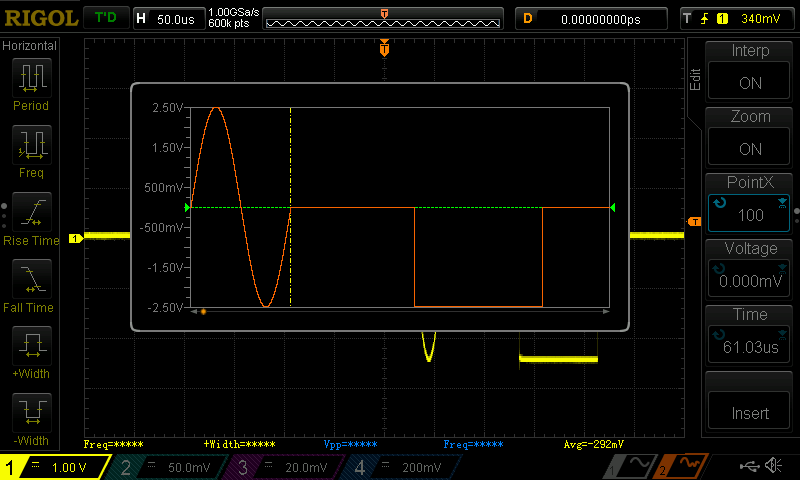 RIGOL T'D H 50.0us 1.00GSa/s 600k pts T D 0.00000000ps T 1 340mV
Horizontal
Period
Freq
Rise Time
Fall Time
+Width
-Width
T
2.50V
1.50V
500mV
-500mV
-1.50V
-2.50V
1
T
Edit
Interp
ON
Zoom
ON
PointX
100
Voltage
0.000mV
Time
61.03us
Insert
Freq=***** +Width=***** Vpp=***** Freq=***** Avg=-292mV
1 = 1.00 V 2 = 50.0mV 3 = 20.0mV 4 = 200mV 1 2